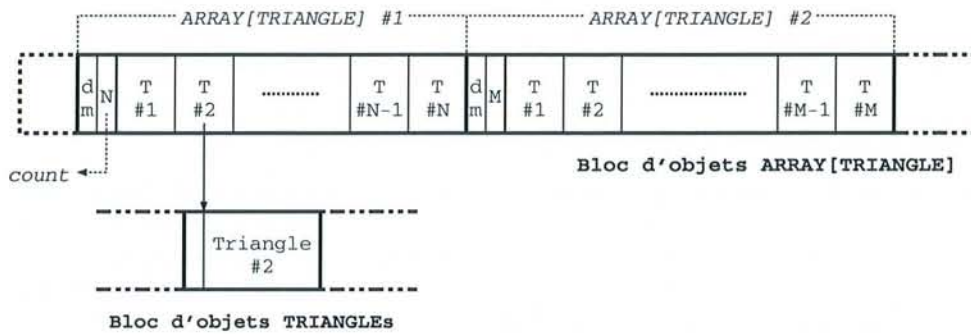 ARRAY[TRIANGLE] #1 ARRAY[TRIANGLE] #2
d m N T #1 T #2 T #N-1 T #N d m M T #1 T #2 T #M-1 T #M
count
Bloc d'objets ARRAY[TRIANGLE]
Triangle
#2
Bloc d'objets TRIANGLEs